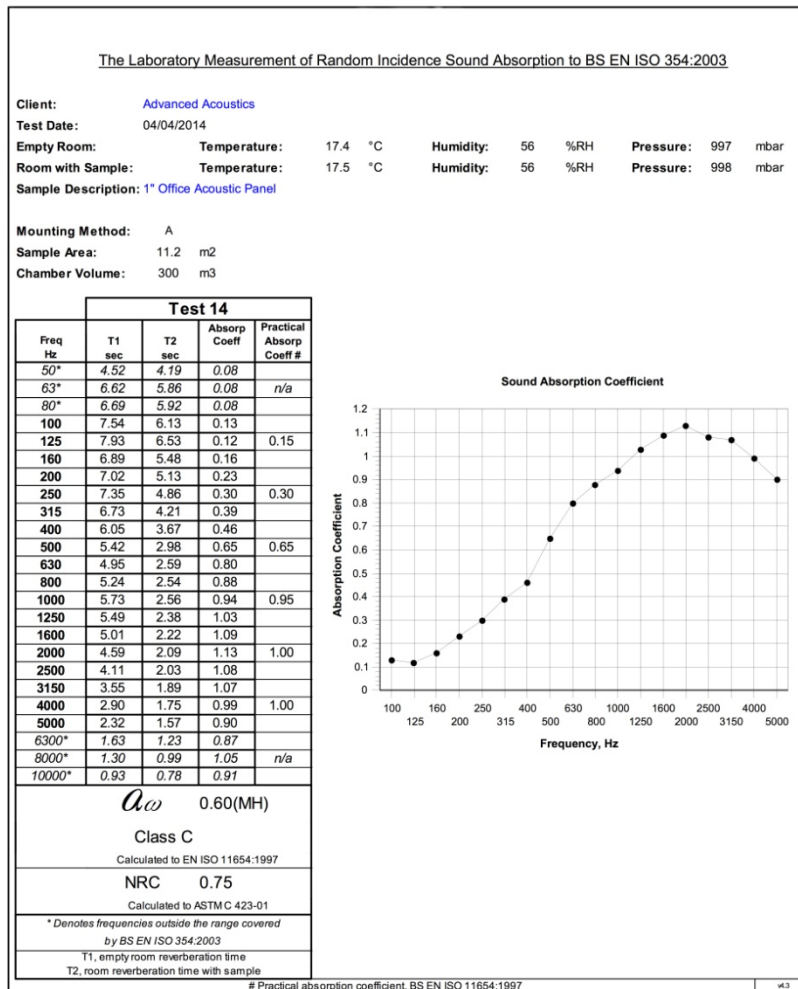 The Laboratory Measurement of Random Incidence Sound Absorption to BS EN ISO 354:2003
Client: Advanced Acoustics
Test Date: 04/04/2014
Empty Room: Temperature: 17.4 °C Humidity: 56 %RH Pressure: 997 mbar
Room with Sample: Temperature: 17.5 °C Humidity: 56 %RH Pressure: 998 mbar
Sample Description: 1" Office Acoustic Panel
Mounting Method: A
Sample Area: 11.2 m2
Chamber Volume: 300 m3
Test 14
Freq Hz T1 sec T2 sec Absorp Coeff Practical Absorp Coeff #
50* 4.52 4.19 0.08
63* 6.62 5.86 0.08 n/a
80* 6.69 5.92 0.08
100 7.54 6.13 0.13
125 7.93 6.53 0.12 0.15
160 6.89 5.48 0.16
200 7.02 5.13 0.23
250 7.35 4.86 0.30 0.30
315 6.73 4.21 0.39
400 6.05 3.67 0.46
500 5.42 2.98 0.65 0.65
630 4.95 2.59 0.80
800 5.24 2.54 0.88
1000 5.73 2.56 0.94 0.95
1250 5.49 2.38 1.03
1600 5.01 2.22 1.09
2000 4.59 2.09 1.13 1.00
2500 4.11 2.03 1.08
3150 3.55 1.89 1.07
4000 2.90 1.75 0.99 1.00
5000 2.32 1.57 0.90
6300* 1.63 1.23 0.87
8000* 1.30 0.99 1.05 n/a
10000* 0.93 0.78 0.91
αω 0.60(MH)
Class C
Calculated to EN ISO 11654:1997
NRC 0.75
Calculated to ASTM C 423-01
* Denotes frequencies outside the range covered
by BS EN ISO 354:2003
T1, empty room reverberation time
T2, room reverberation time with sample
Sound Absorption Coefficient
Absorption Coefficient
1.2
1.1
1
0.9
0.8
0.7
0.6
0.5
0.4
0.3
0.2
0.1
0
100 160 250 400 630 1000 1600 2500 4000
125 200 315 500 800 1250 2000 3150 5000
Frequency, Hz
# Practical absorption coefficient, BS EN ISO 11654:1997
v4.3